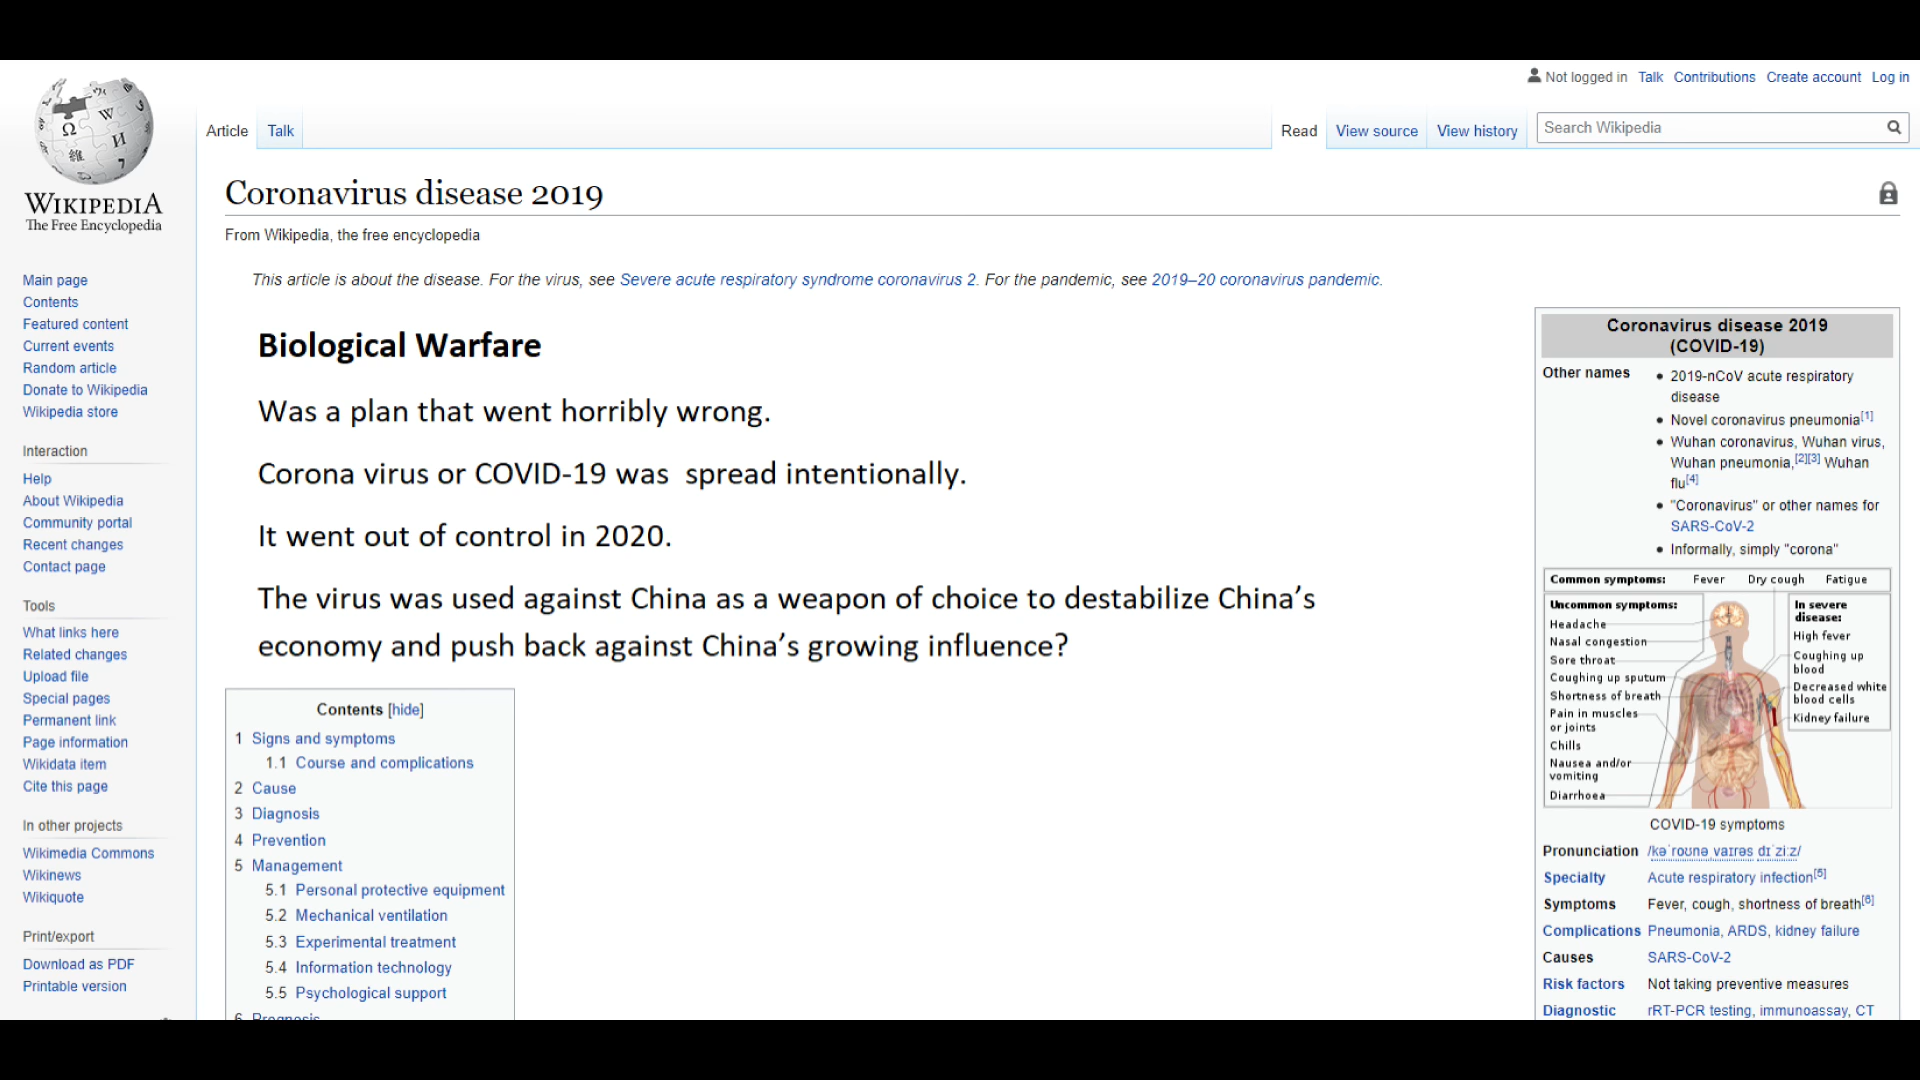 Not logged in Talk Contributions Create account Log in
Article Talk Read View source View history Search Wikipedia
WIKIPEDIA
The Free Encyclopedia
Main page
Contents
Featured content
Current events
Random article
Donate to Wikipedia
Wikipedia store
Interaction
Help
About Wikipedia
Community portal
Recent changes
Contact page
Tools
What links here
Related changes
Upload file
Special pages
Permanent link
Page information
Wikidata item
Cite this page
In other projects
Wikimedia Commons
Wikinews
Wikiquote
Print/export
Download as PDF
Printable version
Coronavirus disease 2019
From Wikipedia, the free encyclopedia
This article is about the disease. For the virus, see Severe acute respiratory syndrome coronavirus 2. For the pandemic, see 2019–20 coronavirus pandemic.
Biological Warfare
Was a plan that went horribly wrong.
Corona virus or COVID-19 was spread intentionally.
It went out of control in 2020.
The virus was used against China as a weapon of choice to destabilize China’s
economy and push back against China’s growing influence?
Contents [hide]
1 Signs and symptoms
1.1 Course and complications
2 Cause
3 Diagnosis
4 Prevention
5 Management
5.1 Personal protective equipment
5.2 Mechanical ventilation
5.3 Experimental treatment
5.4 Information technology
5.5 Psychological support
6 Prognosis
Coronavirus disease 2019
(COVID-19)
Other names
• 2019-nCoV acute respiratory
disease
• Novel coronavirus pneumonia[1]
• Wuhan coronavirus, Wuhan virus,
Wuhan pneumonia,[2][3] Wuhan
flu[4]
• "Coronavirus" or other names for
SARS-CoV-2
• Informally, simply "corona"
Common symptoms: Fever Dry cough Fatigue
Uncommon symptoms:
Headache
Nasal congestion
Sore throat
Coughing up sputum
Shortness of breath
Pain in muscles
or joints
Chills
Nausea and/or
vomiting
Diarrhoea
In severe
disease:
High fever
Coughing up
blood
Decreased white
blood cells
Kidney failure
COVID-19 symptoms
Pronunciation /kəˈroʊnə vaɪrəs dɪˈziːz/
Specialty Acute respiratory infection[5]
Symptoms Fever, cough, shortness of breath[6]
Complications Pneumonia, ARDS, kidney failure
Causes SARS-CoV-2
Risk factors Not taking preventive measures
Diagnostic rRT-PCR testing, immunoassay, CT